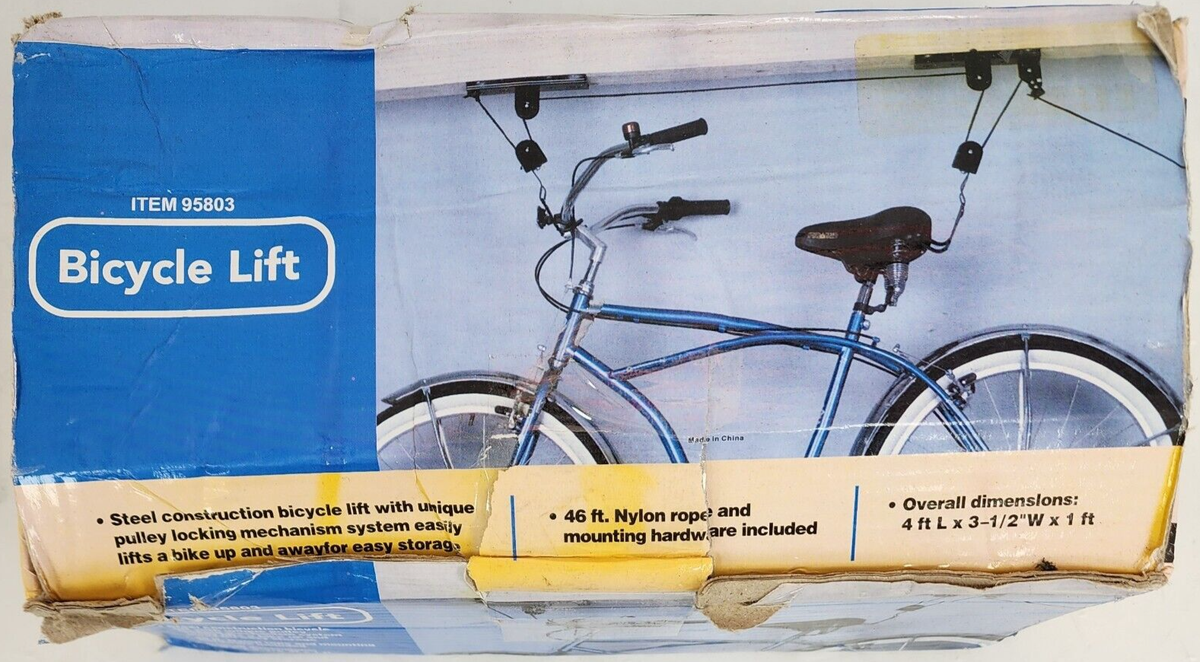 ITEM 95803
Bicycle Lift
Made in China
• Steel construction bicycle lift with unique
pulley locking mechanism system easily
lifts a bike up and awayfor easy storage
• 46 ft. Nylon rope and
mounting hardware included
• Overall dimensions:
4 ft L x 3-1/2"W x 1 ft
Lift